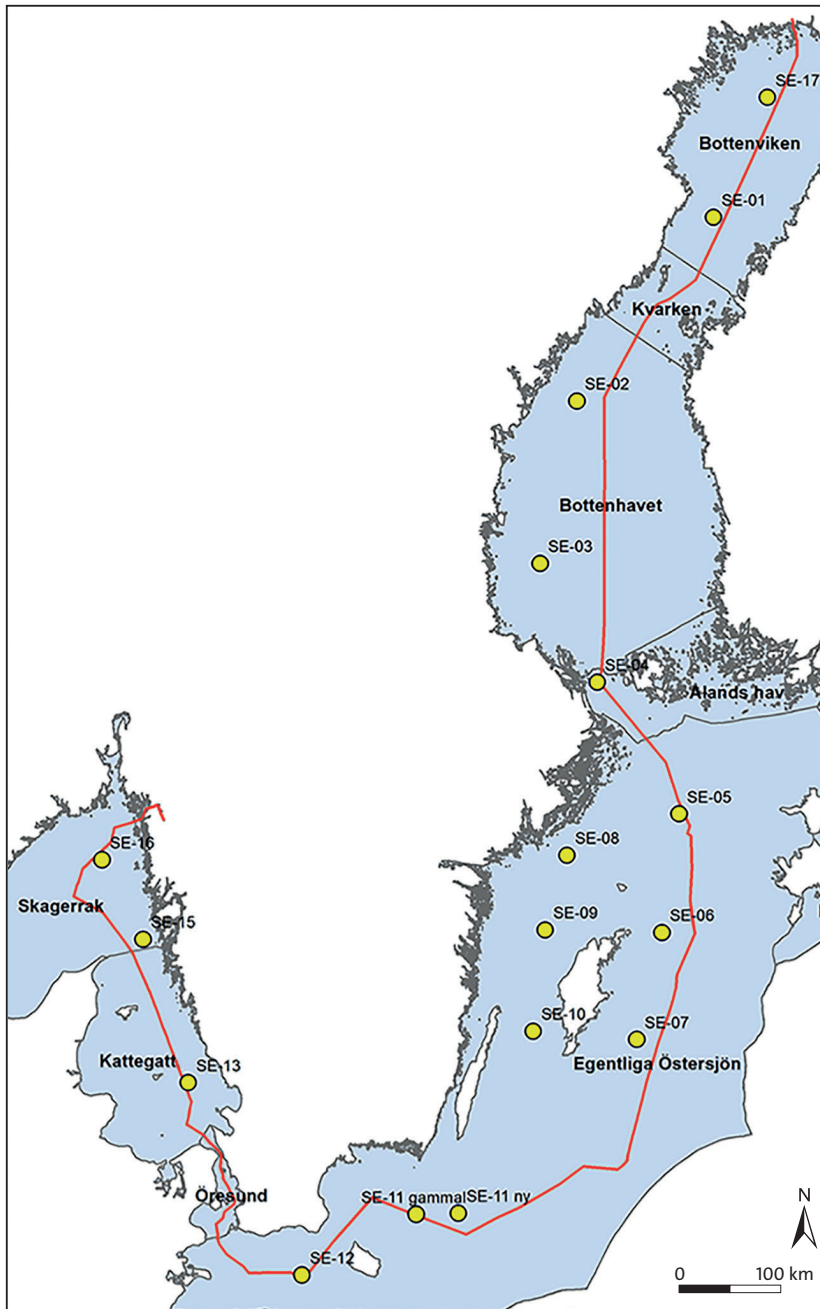 SE-17
Bottenviken
SE-01
Kvarken
SE-02
Bottenhavet
SE-03
SE-04
Ålands hav
SE-05
SE-08
SE-16
Skagerrak
SE-09
SE-06
SE-15
SE-10
SE-07
Kattegatt
Egentliga Östersjön
SE-13
Öresund
SE-11 gammal
SE-11 ny
SE-12
N
0 100 km